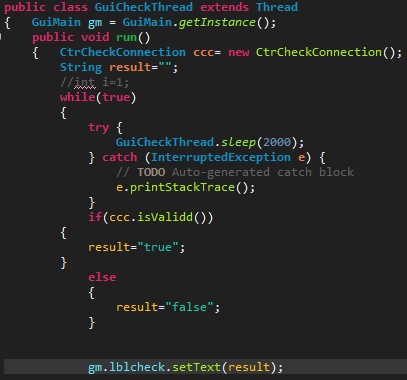 public class GuiCheckThread extends Thread
{ GuiMain gm = GuiMain.getInstance();
public void run()
{ CtrCheckConnection ccc= new CtrCheckConnection();
String result="";
//int i=1;
while(true)
{
try {
GuiCheckThread.sleep(2000);
} catch (InterruptedException e) {
// TODO Auto-generated catch block
e.printStackTrace();
}
if(ccc.isValidd())
{
result="true";
}
else
{
result="false";
}
gm.lblcheck.setText(result);